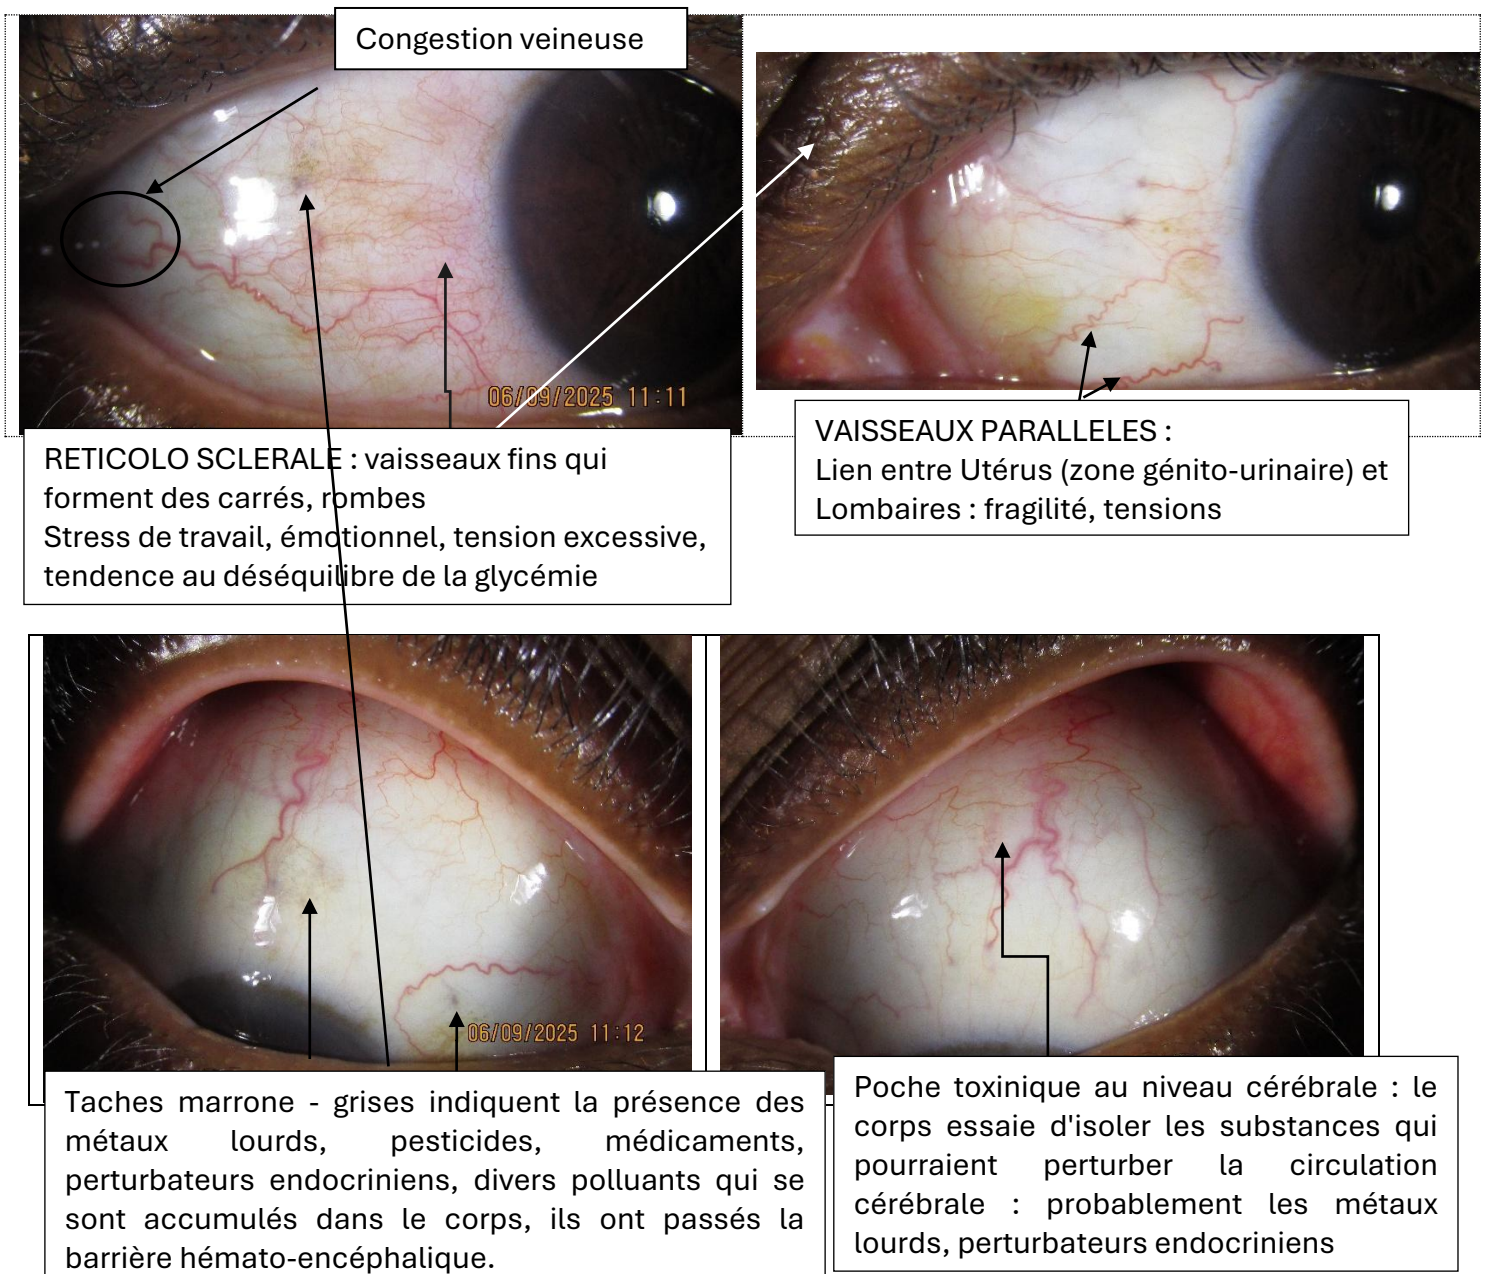 Congestion veineuse
06/09/2025 11:11
RETICOLO SCLERALE : vaisseaux fins qui
forment des carrés, rombes
Stress de travail, émotionnel, tension excessive,
tendence au déséquilibre de la glycémie
VAISSEAUX PARALLELES :
Lien entre Utérus (zone génito-urinaire) et
Lombaires : fragilité, tensions
06/09/2025 11:12
Taches marrone - grises indiquent la présence des
métaux lourds, pesticides, médicaments,
perturbateurs endocriniens, divers polluants qui se
sont accumulés dans le corps, ils ont passés la
barrière hémato-encéphalique.
Poche toxinique au niveau cérébrale : le
corps essaie d'isoler les substances qui
pourraient perturber la circulation
cérébrale : probablement les métaux
lourds, perturbateurs endocriniens